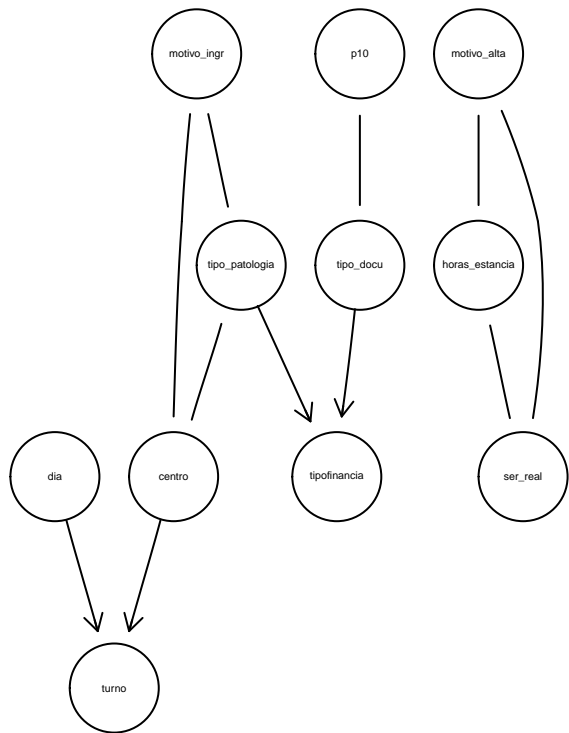 motivo_ingr
p10
motivo_alta
tipo_patologia
tipo_docu
horas_estancia
dia
centro
tipofinancia
ser_real
turno